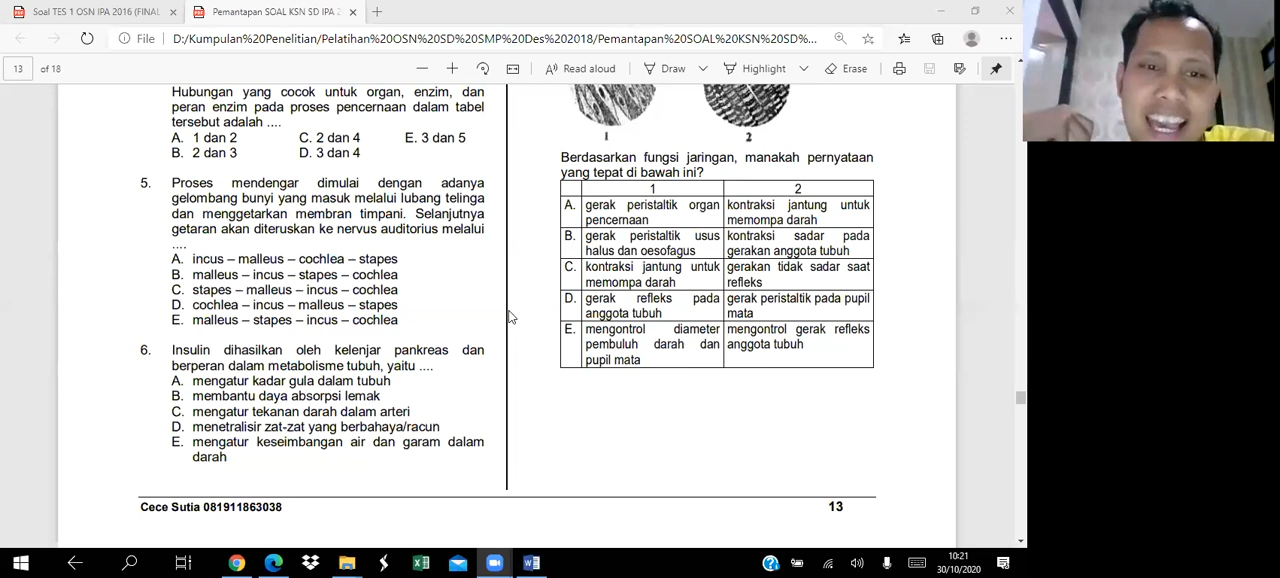 Soal TES 1 OSN IPA 2016 (FINAL
Pemantapan SOAL KSN SD IPA 2
File
D:/Kumpulan%20Penelitian/Pelatihan%20OSN%20SD%20SMP%20Des%202018/Pemantapan%20SOAL%20KSN%20SD%...
13 of 18
Read aloud
Draw
Highlight
Erase
Hubungan yang cocok untuk organ, enzim, dan
peran enzim pada proses pencernaan dalam tabel
tersebut adalah ....
A. 1 dan 2 C. 2 dan 4 E. 3 dan 5
B. 2 dan 3 D. 3 dan 4
5. Proses mendengar dimulai dengan adanya
gelombang bunyi yang masuk melalui lubang telinga
dan menggetarkan membran timpani. Selanjutnya
getaran akan diteruskan ke nervus auditorius melalui
....
A. incus – malleus – cochlea – stapes
B. malleus – incus – stapes – cochlea
C. stapes – malleus – incus – cochlea
D. cochlea – incus – malleus – stapes
E. malleus – stapes – incus – cochlea
6. Insulin dihasilkan oleh kelenjar pankreas dan
berperan dalam metabolisme tubuh, yaitu ....
A. mengatur kadar gula dalam tubuh
B. membantu daya absorpsi lemak
C. mengatur tekanan darah dalam arteri
D. menetralisir zat-zat yang berbahaya/racun
E. mengatur keseimbangan air dan garam dalam
darah
1 2
Berdasarkan fungsi jaringan, manakah pernyataan
yang tepat di bawah ini?
1 2
A. gerak peristaltik organ kontraksi jantung untuk
pencernaan memompa darah
B. gerak peristaltik usus kontraksi sadar pada
halus dan oesofagus gerakan anggota tubuh
C. kontraksi jantung untuk gerakan tidak sadar saat
memompa darah refleks
D. gerak refleks pada gerak peristaltik pada pupil
anggota tubuh mata
E. mengontrol diameter mengontrol gerak refleks
pembuluh darah dan anggota tubuh
pupil mata
Cece Sutia 081911863038 13
10:21
30/10/2020